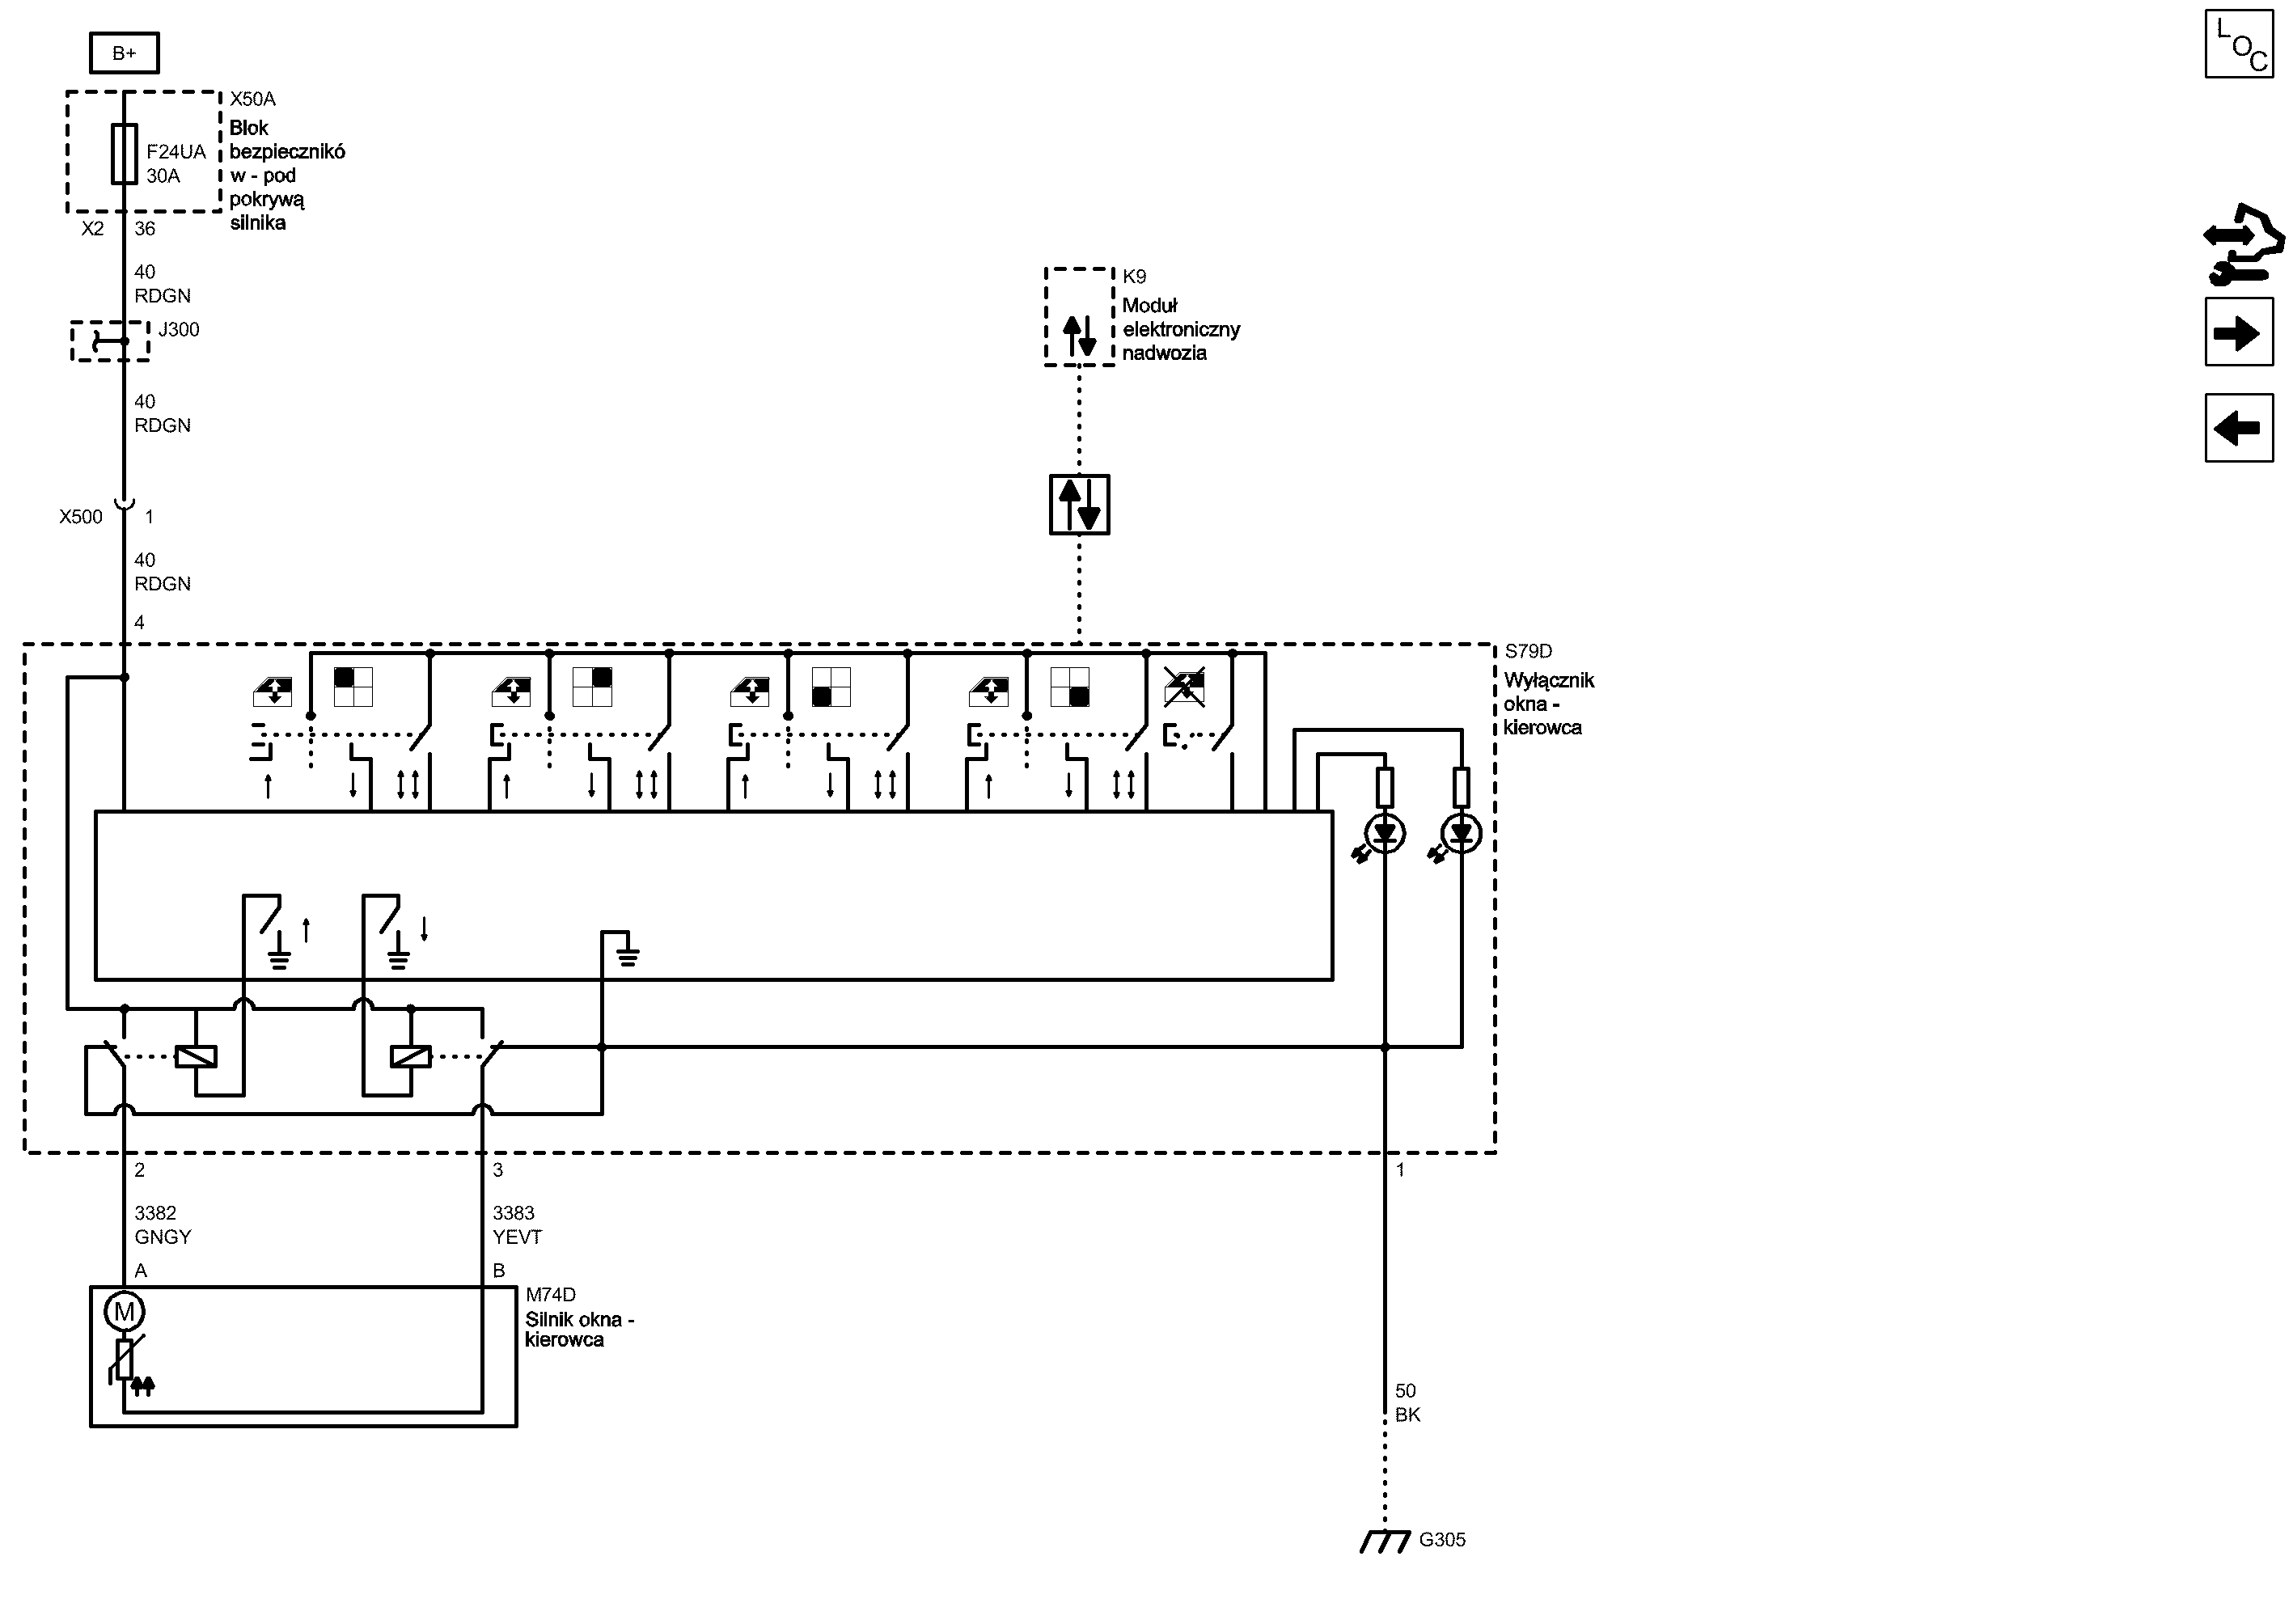 B+
X50A
Blok
bezpiecznikó
w - pod
pokrywą
silnika
F24UA
30A
X2
36
40
RDGN
J300
40
RDGN
X500
1
40
RDGN
4
K9
Moduł
elektroniczny
nadwozia
S79D
Wyłącznik
okna -
kierowca
2
3
1
3382
GNGY
3383
YEVT
A
B
M
M74D
Silnik okna -
kierowca
50
BK
G305
LOC